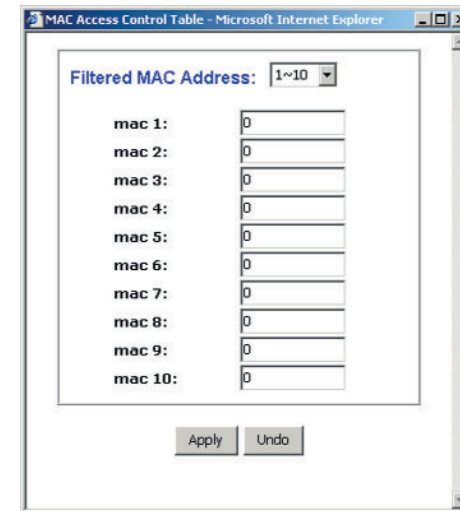 MAC Access Control Table - Microsoft Internet Explorer
Filtered MAC Address: 1~10
mac 1: 0
mac 2: 0
mac 3: 0
mac 4: 0
mac 5: 0
mac 6: 0
mac 7: 0
mac 8: 0
mac 9: 0
mac 10: 0
Apply Undo